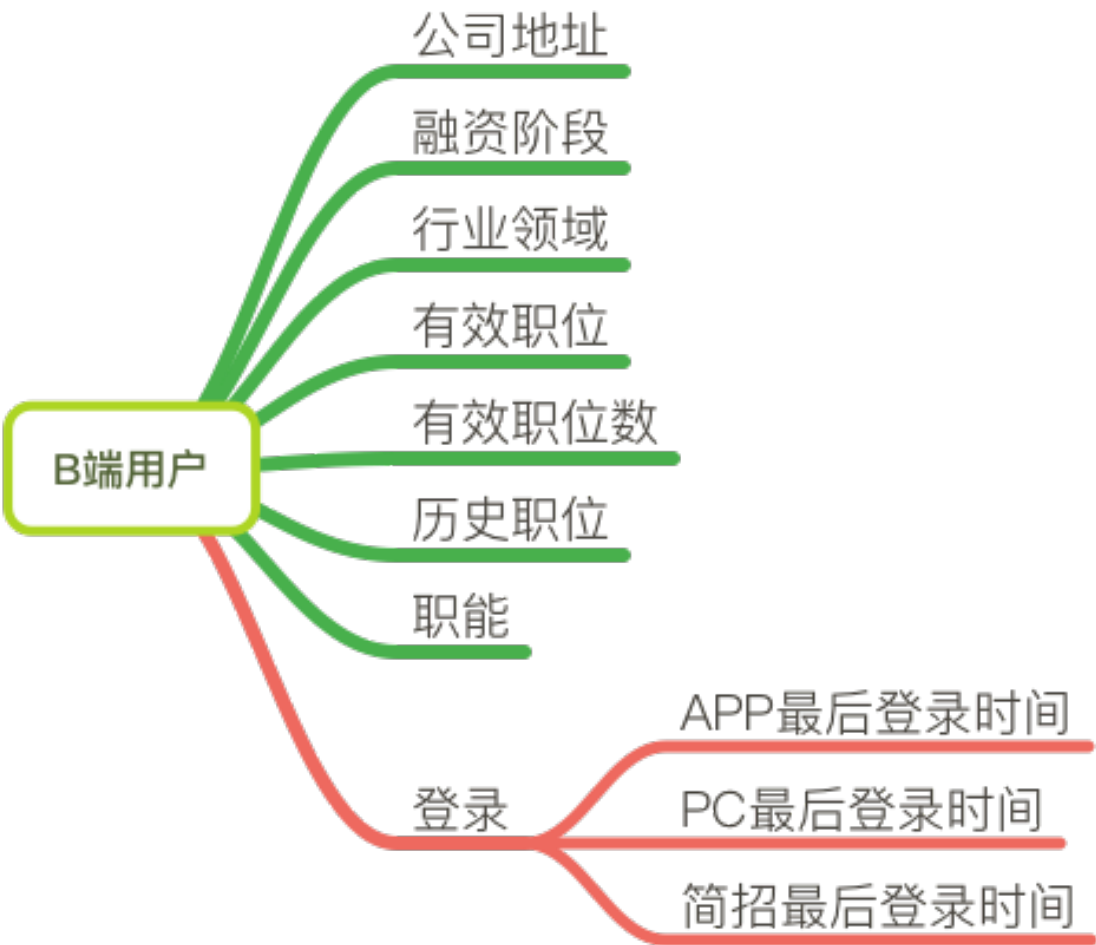 公司地址
融资阶段
行业领域
有效职位
有效职位数
B端用户
历史职位
职能
登录
APP最后登录时间
PC最后登录时间
简招最后登录时间